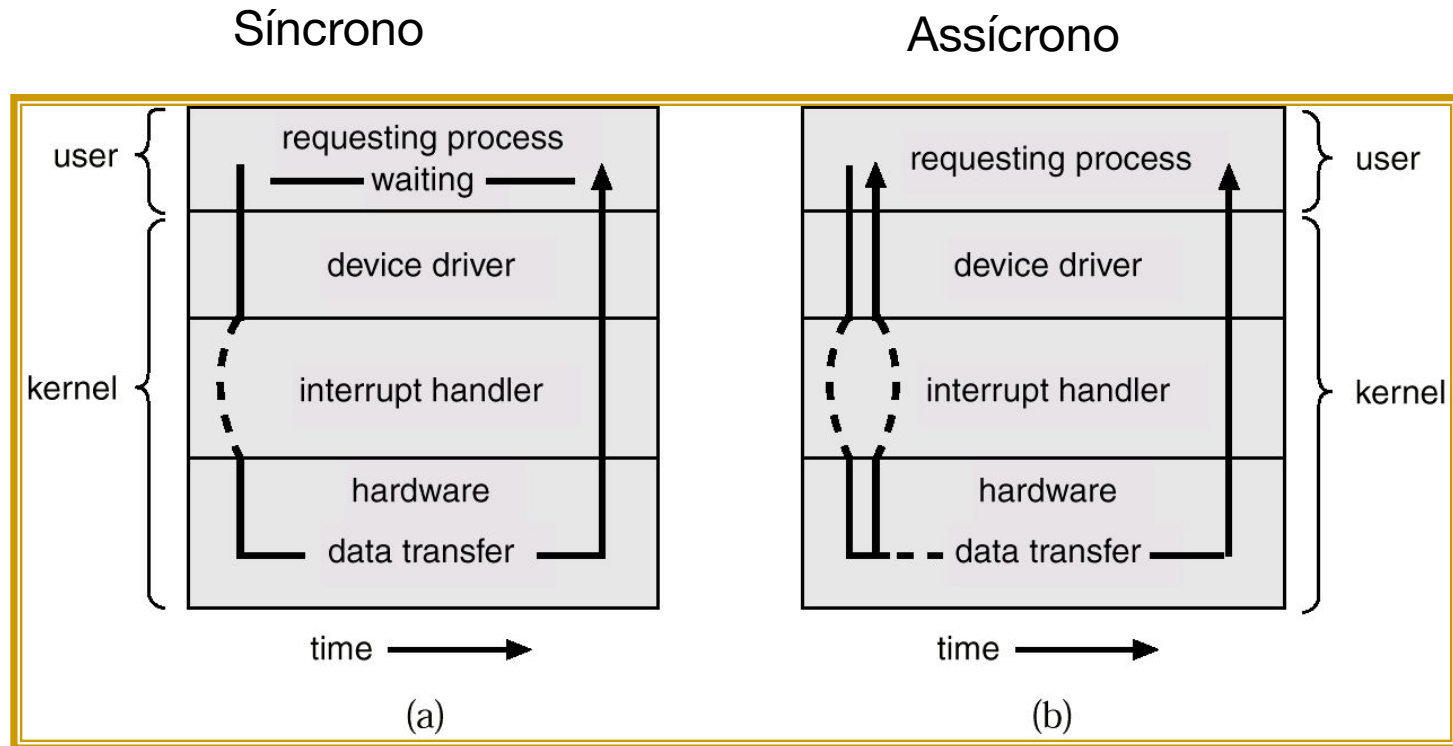 Síncrono
Assícrono
user
requesting process
waiting
device driver
kernel
interrupt handler
hardware
data transfer
time
(a)
requesting process
user
device driver
interrupt handler
kernel
hardware
data transfer
time
(b)